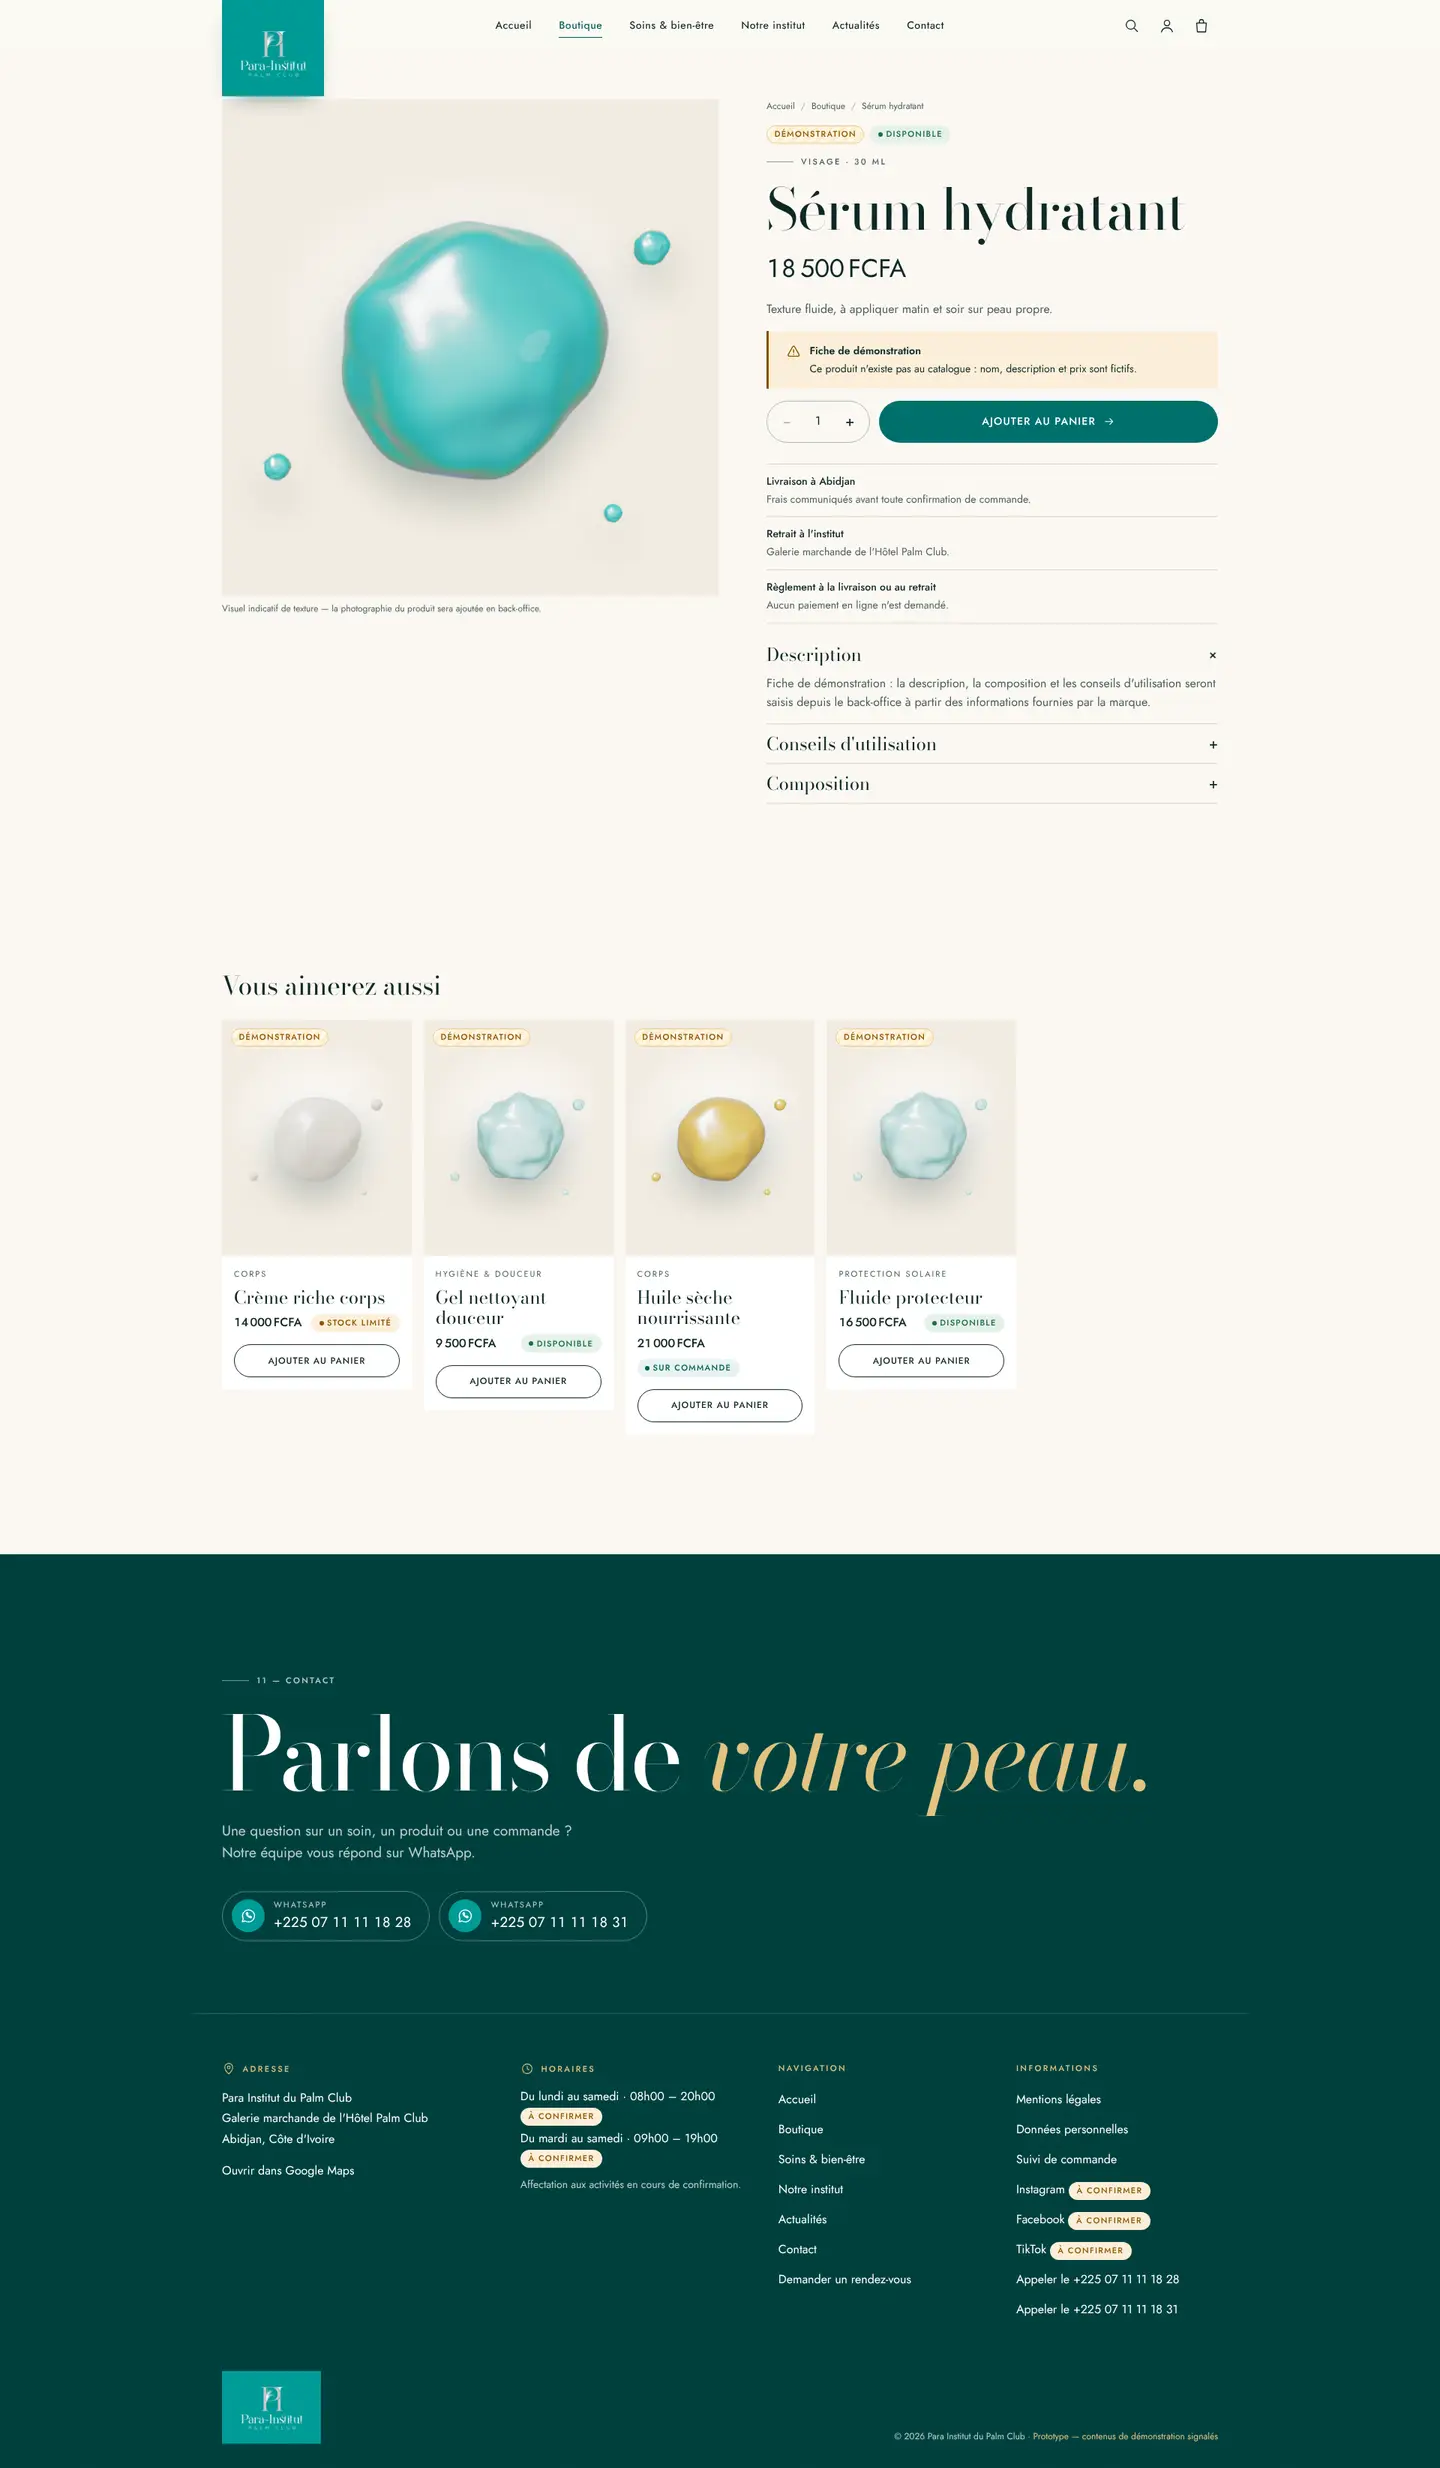 Para-Institut
PALM CLUB
Accueil
Boutique
Soins & bien-être
Notre institut
Actualités
Contact
Accueil / Boutique / Sérum hydratant
DÉMONSTRATION
DISPONIBLE
VISAGE · 30 ML
Sérum hydratant
18 500 FCFA
Texture fluide, à appliquer matin et soir sur peau propre.
Fiche de démonstration
Ce produit n'existe pas au catalogue : nom, description et prix sont fictifs.
− 1 +
AJOUTER AU PANIER →
Livraison à Abidjan
Frais communiqués avant toute confirmation de commande.
Retrait à l'institut
Galerie marchande de l'Hôtel Palm Club.
Règlement à la livraison ou au retrait
Aucun paiement en ligne n'est demandé.
Visuel indicatif de texture — la photographie du produit sera ajoutée en back-office.
Description
Fiche de démonstration : la description, la composition et les conseils d'utilisation seront
saisis depuis le back-office à partir des informations fournies par la marque.
Conseils d'utilisation +
Composition +
Vous aimerez aussi
DÉMONSTRATION
CORPS
Crème riche corps
14 000 FCFA
STOCK LIMITÉ
AJOUTER AU PANIER
DÉMONSTRATION
HYGIÈNE & DOUCEUR
Gel nettoyant
douceur
9 500 FCFA
DISPONIBLE
AJOUTER AU PANIER
DÉMONSTRATION
CORPS
Huile sèche
nourrissante
21 000 FCFA
SUR COMMANDE
AJOUTER AU PANIER
DÉMONSTRATION
PROTECTION SOLAIRE
Fluide protecteur
16 500 FCFA
DISPONIBLE
AJOUTER AU PANIER
11 — CONTACT
Parlons de votre peau.
Une question sur un soin, un produit ou une commande ?
Notre équipe vous répond sur WhatsApp.
WHATSAPP
+225 07 11 11 18 28
WHATSAPP
+225 07 11 11 18 31
ADRESSE
Para Institut du Palm Club
Galerie marchande de l'Hôtel Palm Club
Abidjan, Côte d'Ivoire
Ouvrir dans Google Maps
HORAIRES
Du lundi au samedi · 08h00 – 20h00
À CONFIRMER
Du mardi au samedi · 09h00 – 19h00
À CONFIRMER
Affectation aux activités en cours de confirmation.
NAVIGATION
Accueil
Boutique
Soins & bien-être
Notre institut
Actualités
Contact
Demander un rendez-vous
INFORMATIONS
Mentions légales
Données personnelles
Suivi de commande
Instagram À CONFIRMER
Facebook À CONFIRMER
TikTok À CONFIRMER
Appeler le +225 07 11 11 18 28
Appeler le +225 07 11 11 18 31
Para-Institut
PALM CLUB
© 2026 Para Institut du Palm Club · Prototype — contenus de démonstration signalés